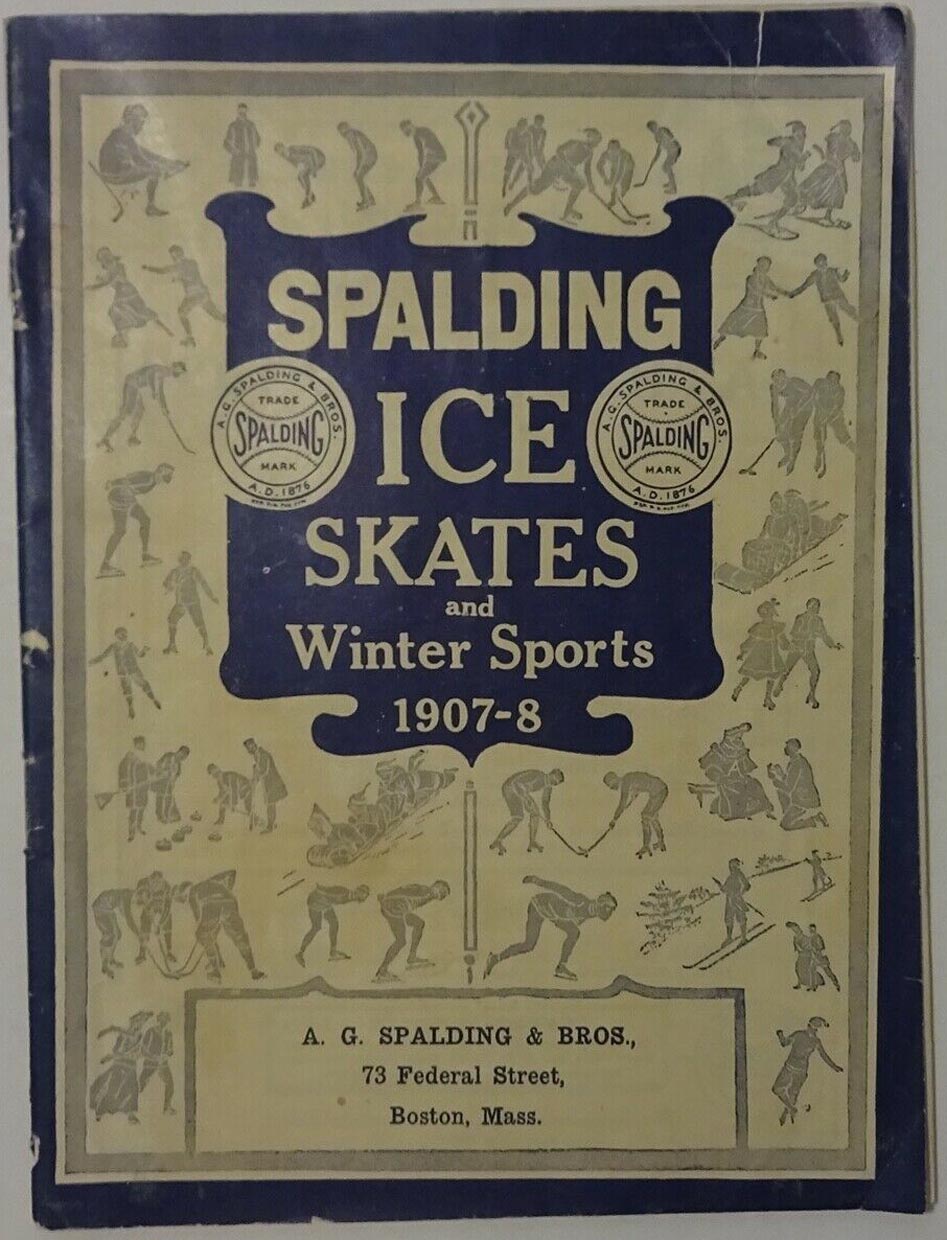 SPALDING
ICE
SKATES
and
Winter Sports
1907-8
A.G. SPALDING & BROS.
TRADE
SPALDING
MARK
A.D. 1876
A.G. SPALDING & BROS.
TRADE
SPALDING
MARK
A.D. 1876
A. G. SPALDING & BROS.,
73 Federal Street,
Boston, Mass.